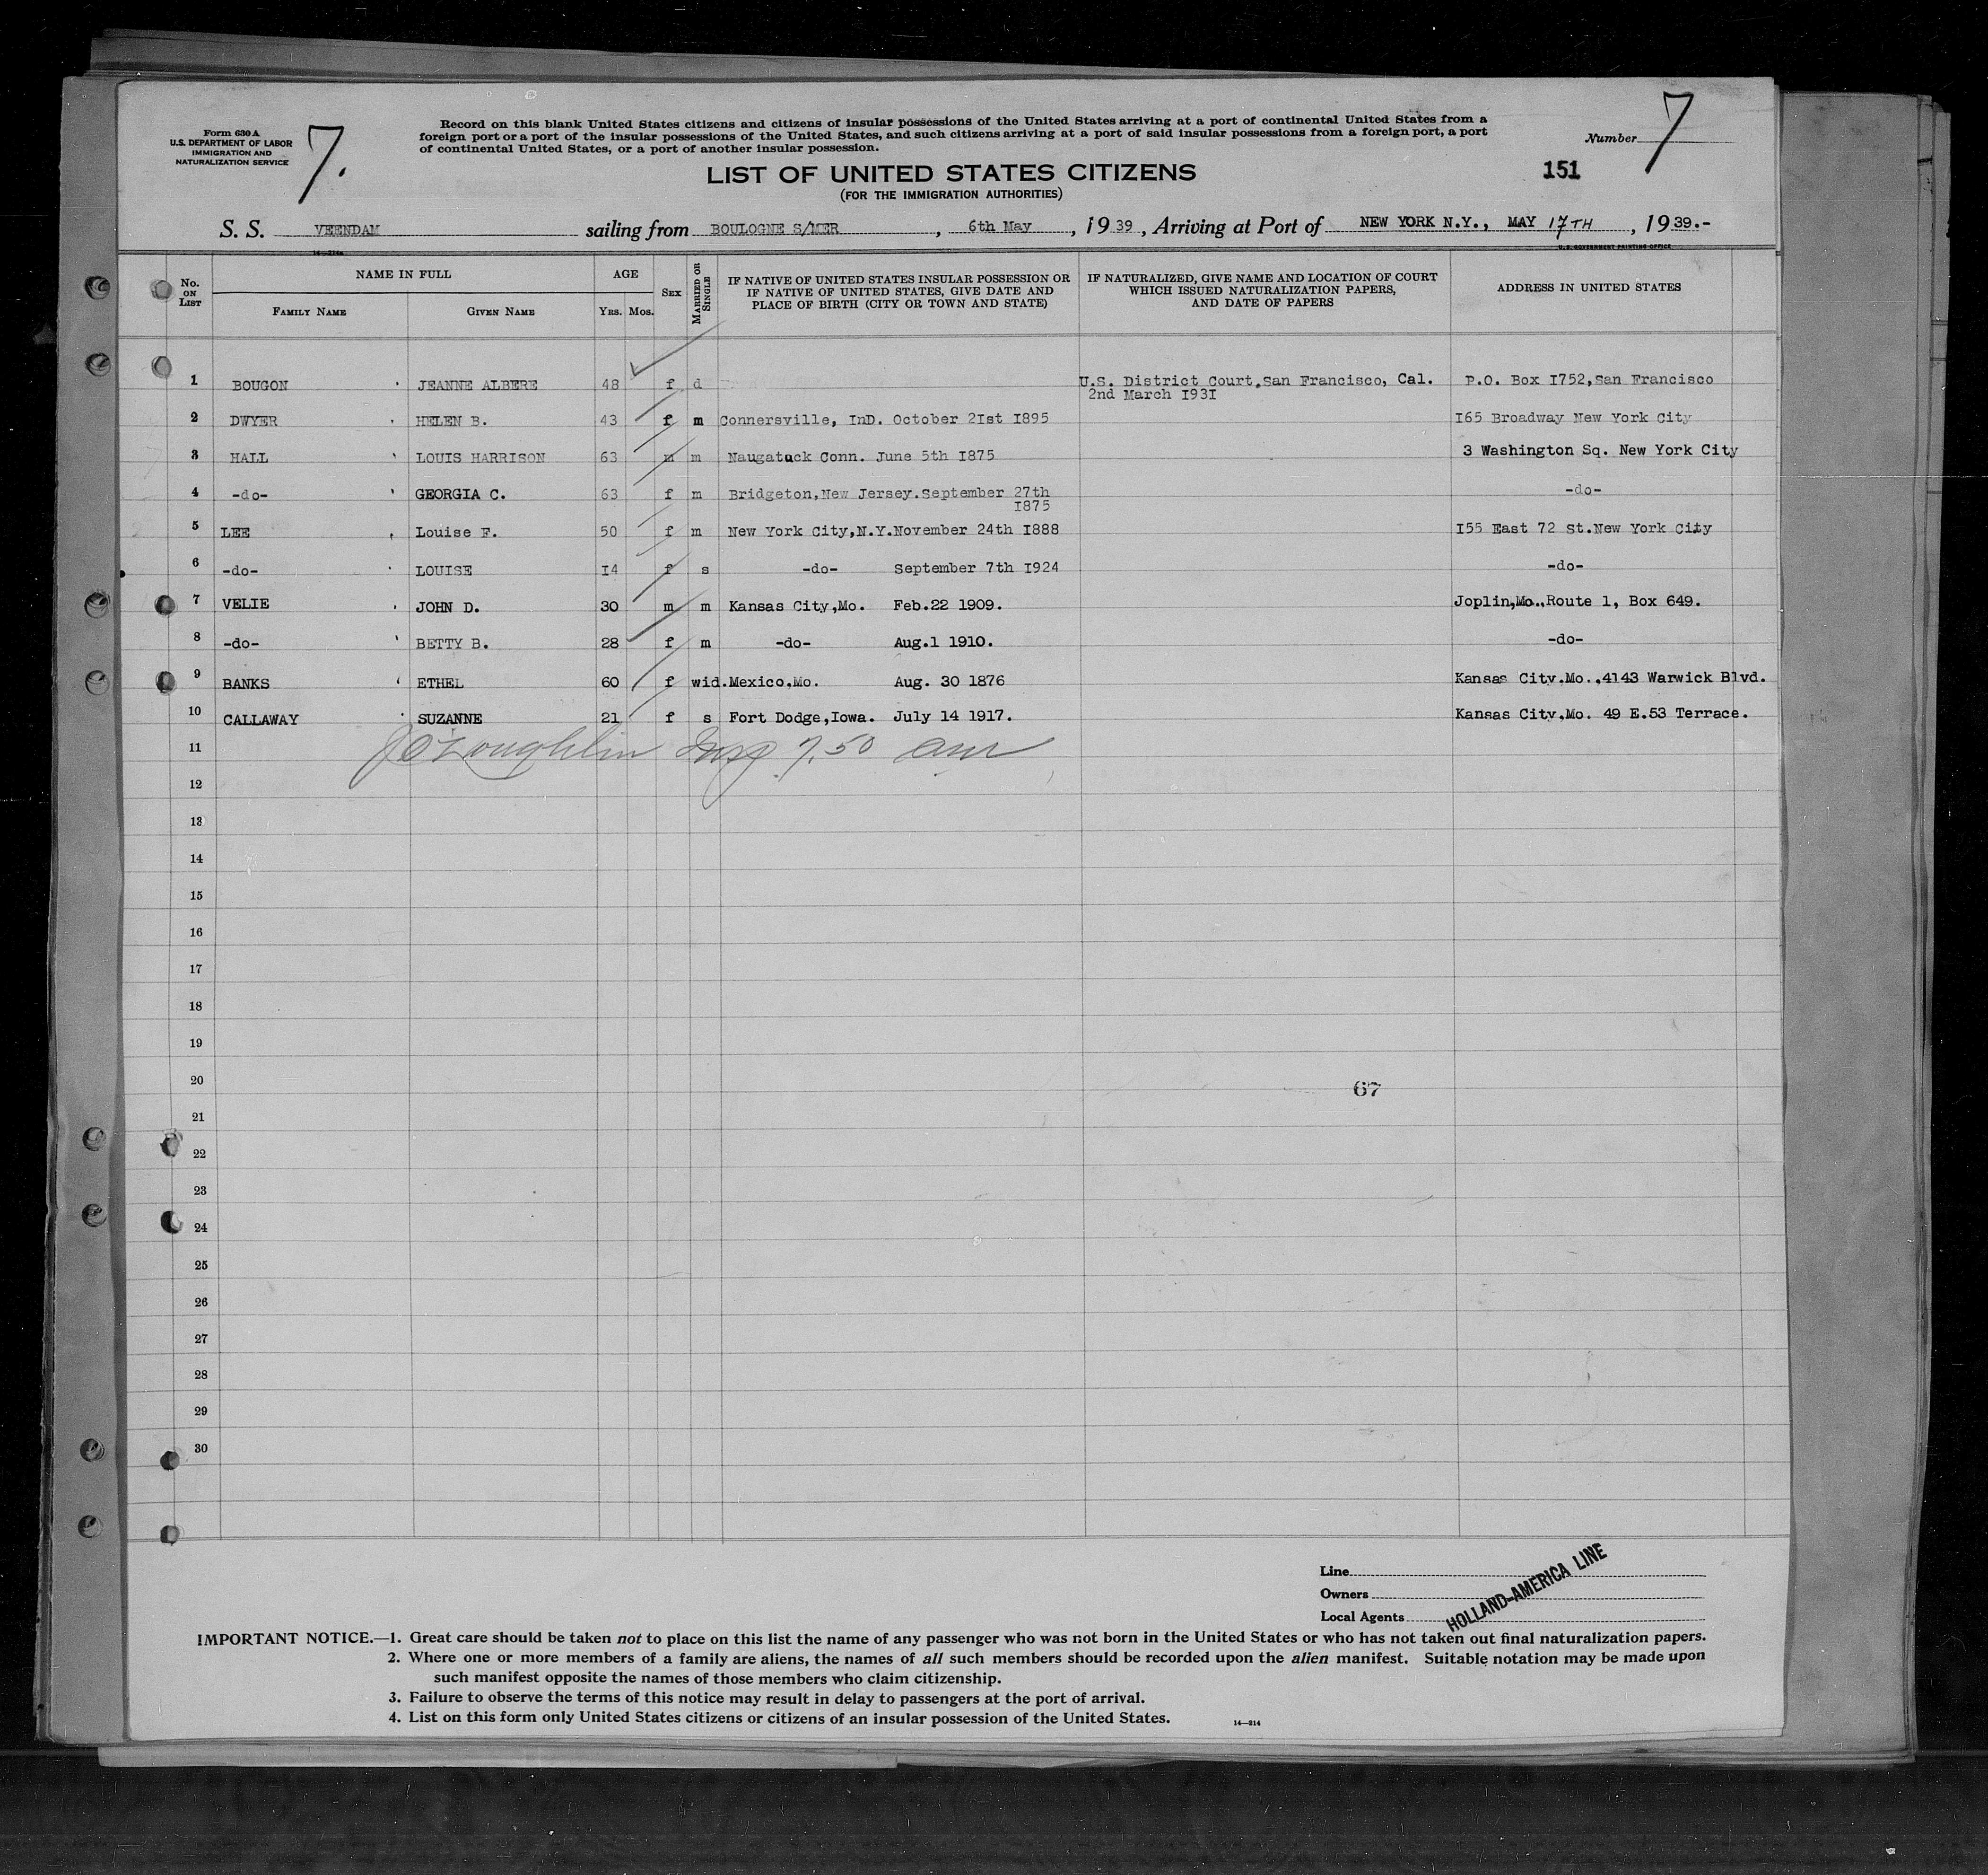 Form 630 A
U.S. DEPARTMENT OF LABOR
IMMIGRATION AND
NATURALIZATION SERVICE
7.
Record on this blank United States citizens and citizens of insular possessions of the United States arriving at a port of continental United States from a
foreign port or a port of the insular possessions of the United States, and such citizens arriving at a port of said insular possessions from a foreign port, a port
of continental United States, or a port of another insular possession.
Number 7
151
LIST OF UNITED STATES CITIZENS
(FOR THE IMMIGRATION AUTHORITIES)
S. S. VEENDAM sailing from BOULOGNE S/MER, 6th May, 1939, Arriving at Port of NEW YORK N.Y., MAY 17TH, 1939.-
14—214a
U.S. GOVERNMENT PRINTING OFFICE
No. ON LIST
NAME IN FULL
FAMILY NAME GIVEN NAME
AGE
YRS. MOS.
SEX
MARRIED OR SINGLE
IF NATIVE OF UNITED STATES INSULAR POSSESSION OR
IF NATIVE OF UNITED STATES, GIVE DATE AND
PLACE OF BIRTH (CITY OR TOWN AND STATE)
IF NATURALIZED, GIVE NAME AND LOCATION OF COURT
WHICH ISSUED NATURALIZATION PAPERS,
AND DATE OF PAPERS
ADDRESS IN UNITED STATES
1 BOUGON JEANNE ALBERE 48 f d U.S. District Court,San Francisco, Cal. P.O. Box I752,San Francisco
2nd March I93I
2 DWYER HELEN B. 43 f m Connersville, InD. October 2Ist I895 I65 Broadway New York City
3 HALL LOUIS HARRISON 63 m m Naugatuck Conn. June 5th I875 3 Washington Sq. New York City
4 -do- GEORGIA C. 63 f m Bridgeton,New Jersey.September 27th -do-
I875
5 LEE Louise F. 50 f m New York City,N.Y.November 24th I888 I55 East 72 St.New York City
6 -do- LOUISE I4 f s -do- September 7th I924 -do-
7 VELIE JOHN D. 30 m m Kansas City,Mo. Feb.22 1909. Joplin,Mo.,Route 1, Box 649.
8 -do- BETTY B. 28 f m -do- Aug.1 1910. -do-
9 BANKS ETHEL 60 f wid. Mexico,Mo. Aug. 30 1876 Kansas City.Mo.,4143 Warwick Blvd.
10 CALLAWAY SUZANNE 21 f s Fort Dodge,Iowa. July 14 1917. Kansas City,Mo. 49 E.53 Terrace.
11 J O'Loughlin Insp 7.50 am
12
13
14
15
16
17
18
19
20
67
21
22
23
24
25
26
27
28
29
30
Line
Owners
Local Agents
HOLLAND-AMERICA LINE
IMPORTANT NOTICE.—1. Great care should be taken not to place on this list the name of any passenger who was not born in the United States or who has not taken out final naturalization papers.
2. Where one or more members of a family are aliens, the names of all such members should be recorded upon the alien manifest. Suitable notation may be made upon
such manifest opposite the names of those members who claim citizenship.
3. Failure to observe the terms of this notice may result in delay to passengers at the port of arrival.
4. List on this form only United States citizens or citizens of an insular possession of the United States.
14—214